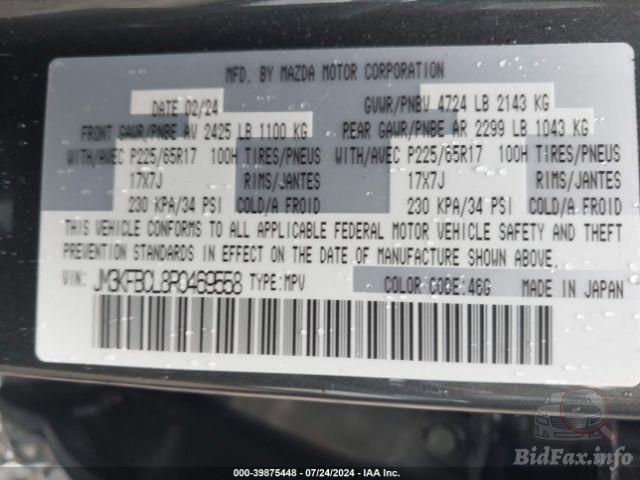 MFD. BY MAZDA MOTOR CORPORATION
DATE 02/24 GVWR/PNBV 4724 LB 2143 KG
FRONT GAWR/PNBE AV 2425 LB 1100 KG REAR GAWR/PNBE AR 2299 LB 1043 KG
WITH/AVEC P225/65R17 100H TIRES/PNEUS WITH/AVEC P225/65R17 100H TIRES/PNEUS
17X7J RIMS/JANTES 17X7J RIMS/JANTES
230 KPA/34 PSI COLD/A FROID 230 KPA/34 PSI COLD/A FROID
THIS VEHICLE CONFORMS TO ALL APPLICABLE FEDERAL MOTOR VEHICLE SAFETY AND THEFT
PREVENTION STANDARDS IN EFFECT ON THE DATE OF MANUFACTURE SHOWN ABOVE.
VIN: JM3KFBCL8R0469558 TYPE:MPV COLOR CODE:46G MADE IN JAPAN
000-39875448 - 07/24/2024 - IAA Inc.
BidFax.info